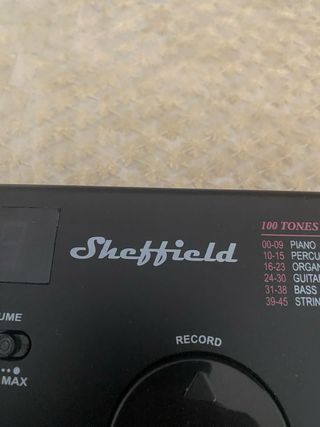 Sheffield
100 TONES
00-09 PIANO
10-15 PERCU
16-23 ORGAN
24-30 GUITA
31-38 BASS
39-45 STRIN
UME
MAX
RECORD